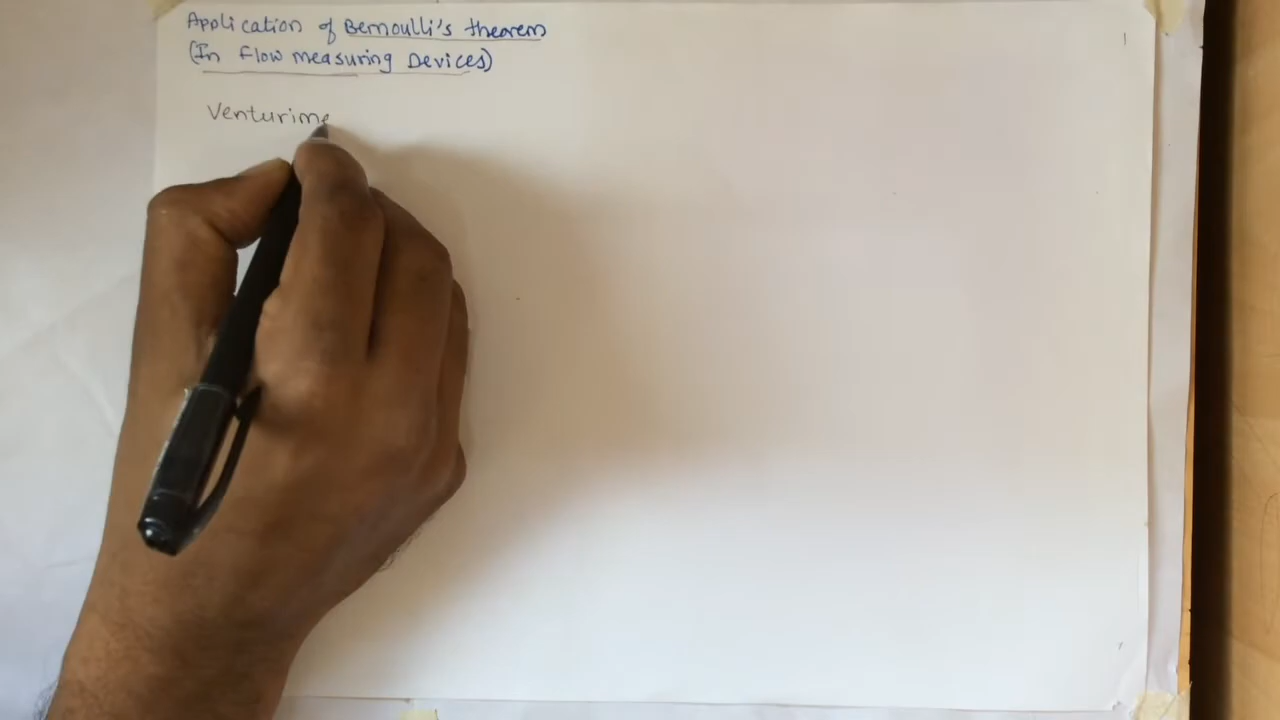 Application of Bernoulli's theorem
(In flow measuring Devices)
Venturime